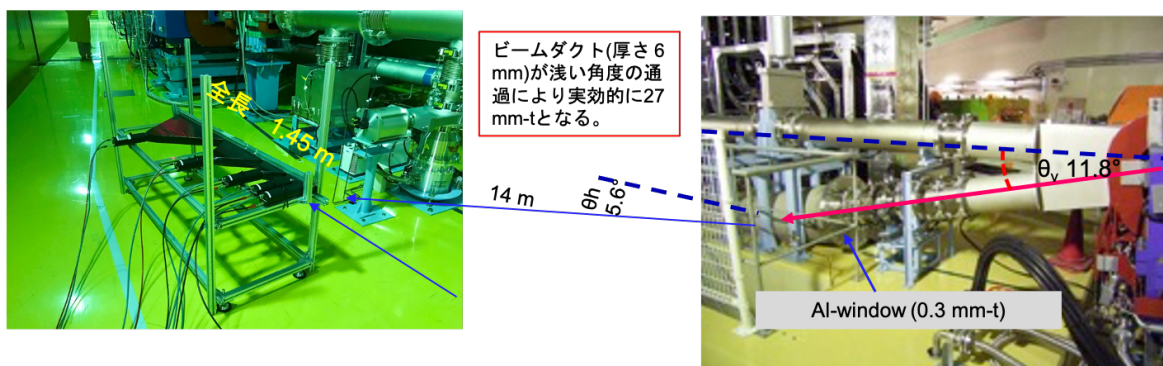 全長 1.45 m
ビームダクト(厚さ 6
mm)が浅い角度の通
過により実効的に27
mm-tとなる。
14 m
θh
5.6°
θv 11.8°
Al-window (0.3 mm-t)